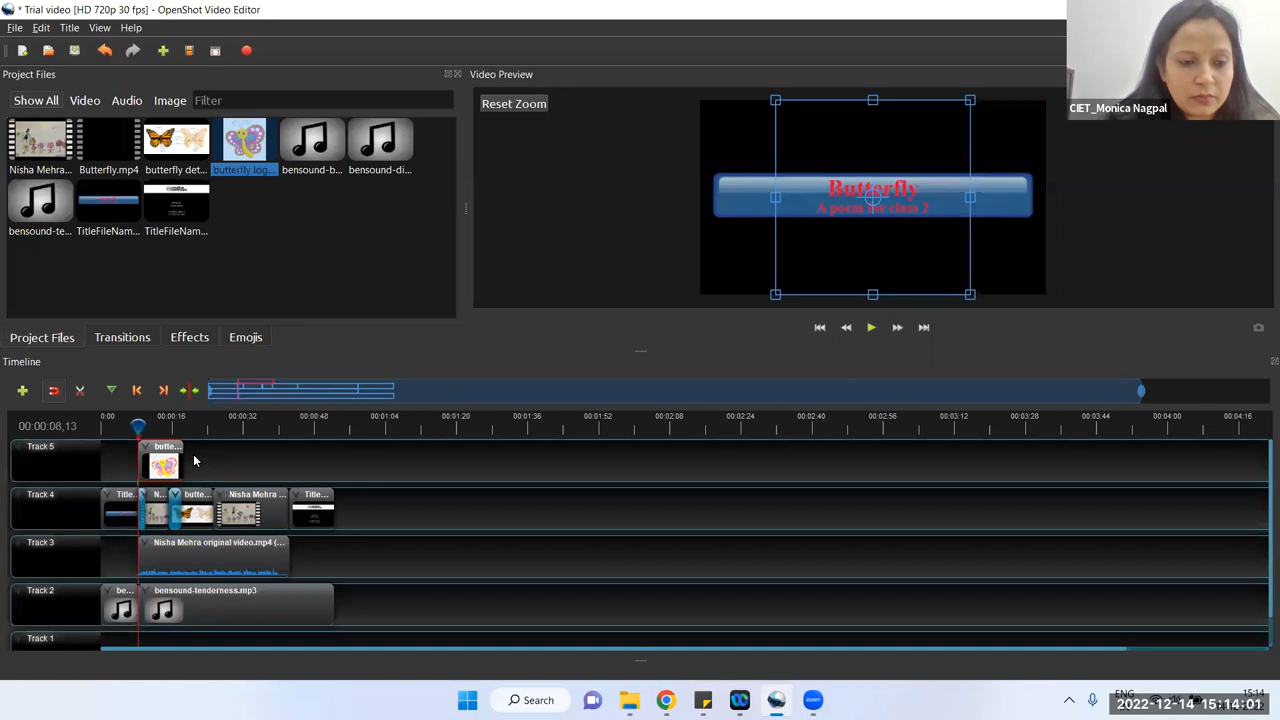 * Trial video [HD 720p 30 fps] - OpenShot Video Editor
File Edit Title View Help
Project Files
Video Preview
CIET_Monica Nagpal
Show All Video Audio Image Filter
Reset Zoom
Nisha Mehra... Butterfly.mp4 butterfly det... butterfly log... bensound-b... bensound-di...
bensound-te... TitleFileNam... TitleFileNam...
Butterfly
A poem for class 2
Project Files Transitions Effects Emojis
Timeline
00:00:08,13
0:00 00:00:16 00:00:32 00:00:48 00:01:04 00:01:20 00:01:36 00:01:52 00:02:08 00:02:24 00:02:40 00:02:56 00:03:12 00:03:28 00:03:44 00:04:00 00:04:16
Track 5 butte...
Track 4 Title. N... butte... Nisha Mehra ... Title...
Track 3 Nisha Mehra original video.mp4 (...
Track 2 be... bensound-tenderness.mp3
Track 1
Search zoom ENG 15:14
2022-12-14 15:14:01